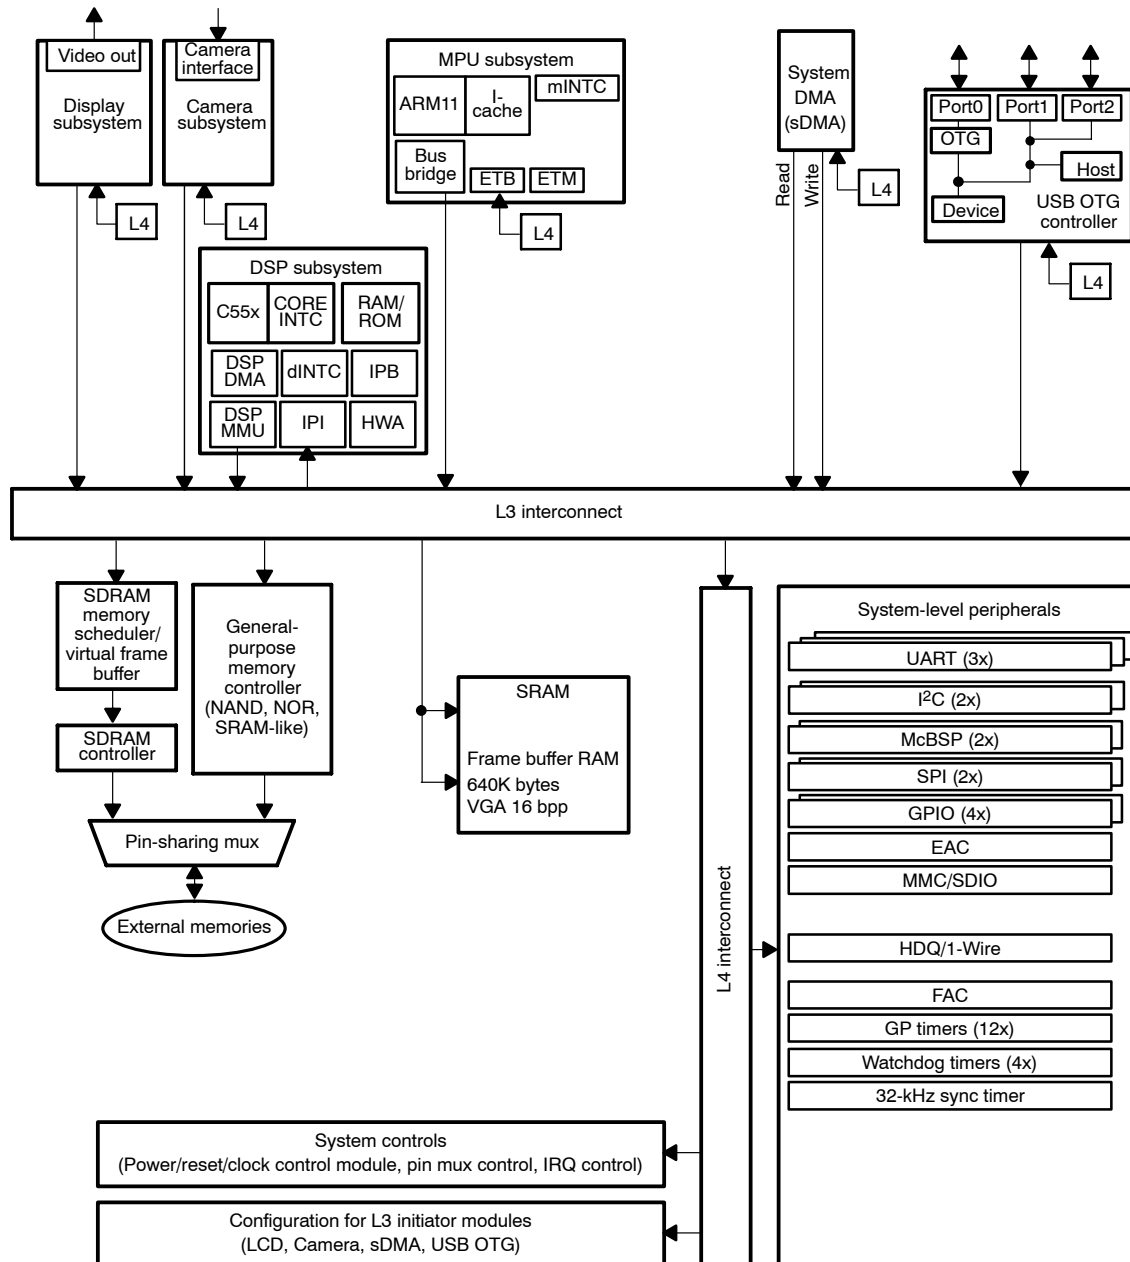 Video out
Display
subsystem
L4
Camera
interface
Camera
subsystem
L4
MPU subsystem
ARM11
I-
cache
mINTC
Bus
bridge
ETB
ETM
L4
System
DMA
(sDMA)
Read
Write
L4
Port0
Port1
Port2
OTG
Host
Device
USB OTG
controller
L4
DSP subsystem
C55x
CORE
INTC
RAM/
ROM
DSP
DMA
dINTC
IPB
DSP
MMU
IPI
HWA
L3 interconnect
SDRAM
memory
scheduler/
virtual frame
buffer
SDRAM
controller
General-
purpose
memory
controller
(NAND, NOR,
SRAM-like)
Pin-sharing mux
External memories
SRAM
Frame buffer RAM
640K bytes
VGA 16 bpp
L4 interconnect
System-level peripherals
UART (3x)
I²C (2x)
McBSP (2x)
SPI (2x)
GPIO (4x)
EAC
MMC/SDIO
HDQ/1-Wire
FAC
GP timers (12x)
Watchdog timers (4x)
32-kHz sync timer
System controls
(Power/reset/clock control module, pin mux control, IRQ control)
Configuration for L3 initiator modules
(LCD, Camera, sDMA, USB OTG)